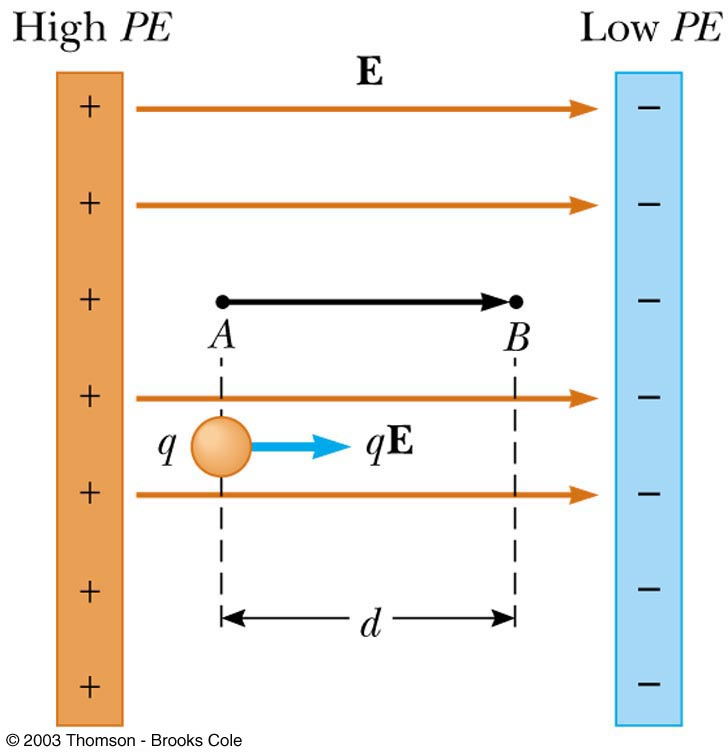 High PE Low PE
E
+ −
+ −
+ −
A B
+ −
q qE
+ −
+ −
d
+ −
© 2003 Thomson - Brooks Cole